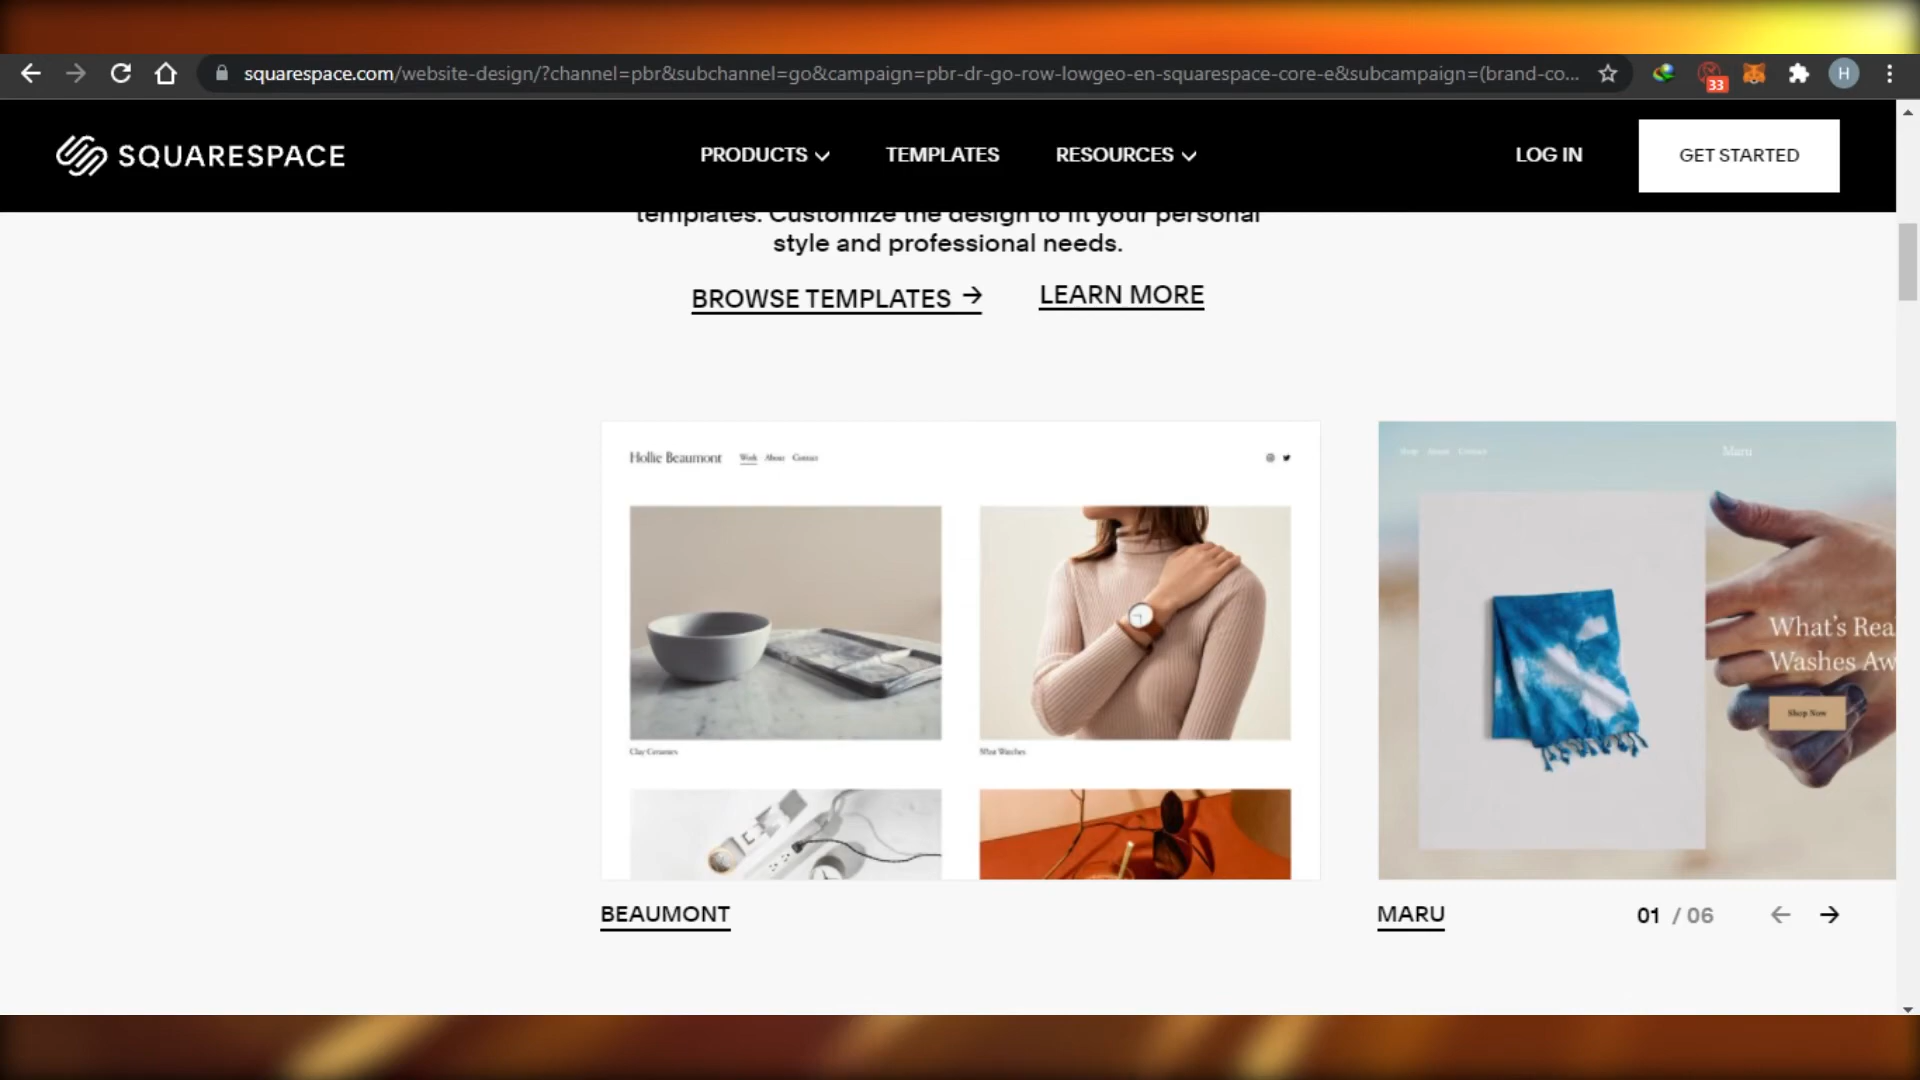 squarespace.com/website-design/?channel=pbr&subchannel=go&campaign=pbr-dr-go-row-lowgeo-en-squarespace-core-e&subcampaign=(brand-co...
33
H
SQUARESPACE
PRODUCTS
TEMPLATES
RESOURCES
LOG IN
GET STARTED
templates. Customize the design to fit your personal
style and professional needs.
BROWSE TEMPLATES →
LEARN MORE
Hollie Beaumont
Work About Contact
Clay Ceramics
Mint Watches
Shop About Contact
Maru
What's Rea
Washes Aw
Shop Now
BEAUMONT
MARU
01 / 06